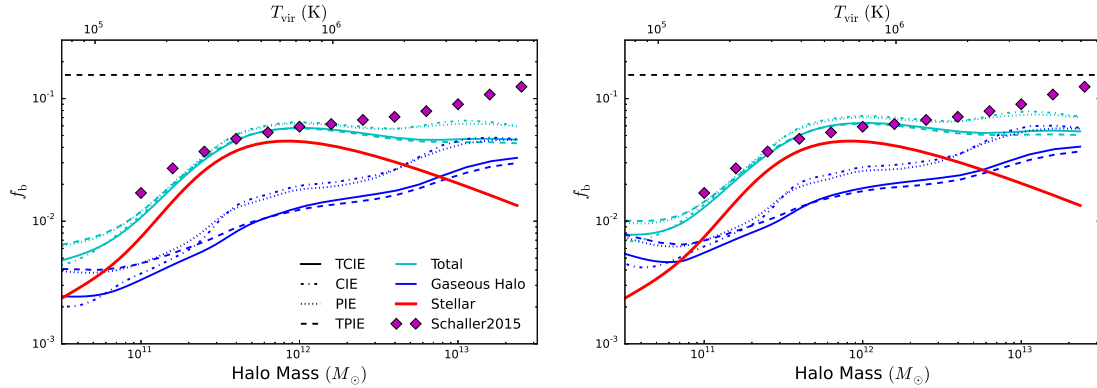 T_vir (K)
10^5 10^6
f_b
10^-1
10^-2
10^-3
TCIE
CIE
PIE
TPIE
Total
Gaseous Halo
Stellar
Schaller2015
10^11 10^12 10^13
Halo Mass (M_⊙)
T_vir (K)
10^5 10^6
f_b
10^-1
10^-2
10^-3
10^11 10^12 10^13
Halo Mass (M_⊙)